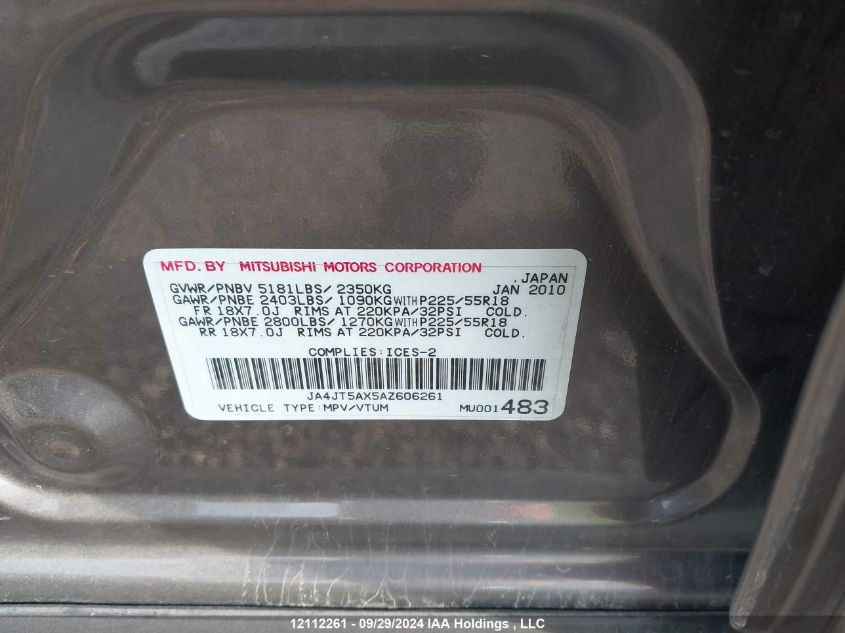 MFD. BY MITSUBISHI MOTORS CORPORATION
JAPAN
GVWR/PNBV 5181LBS/ 2350KG JAN 2010
GAWR/PNBE 2403LBS/ 1090KG WITH P225/55R18
FR 18X7.0J RIMS AT 220KPA/32PSI COLD.
GAWR/PNBE 2800LBS/ 1270KG WITH P225/55R18
RR 18X7.0J RIMS AT 220KPA/32PSI COLD.
COMPLIES:ICES-2
JA4JT5AX5AZ606261
VEHICLE TYPE:MPV/VTUM MU001483
12112261 - 09/29/2024 IAA Holdings , LLC